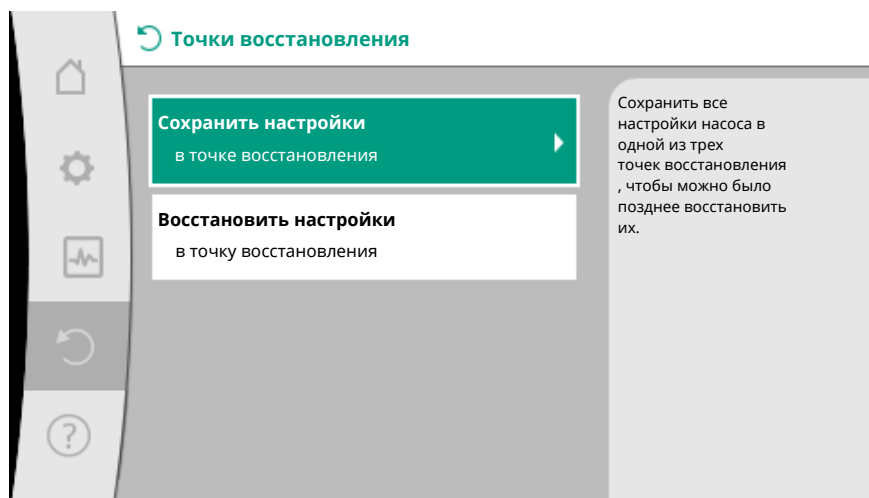 Точки восстановления
Сохранить настройки
в точке восстановления
Восстановить настройки
в точку восстановления
Сохранить все
настройки насоса в
одной из трех
точек восстановления
, чтобы можно было
позднее восстановить
их.
?